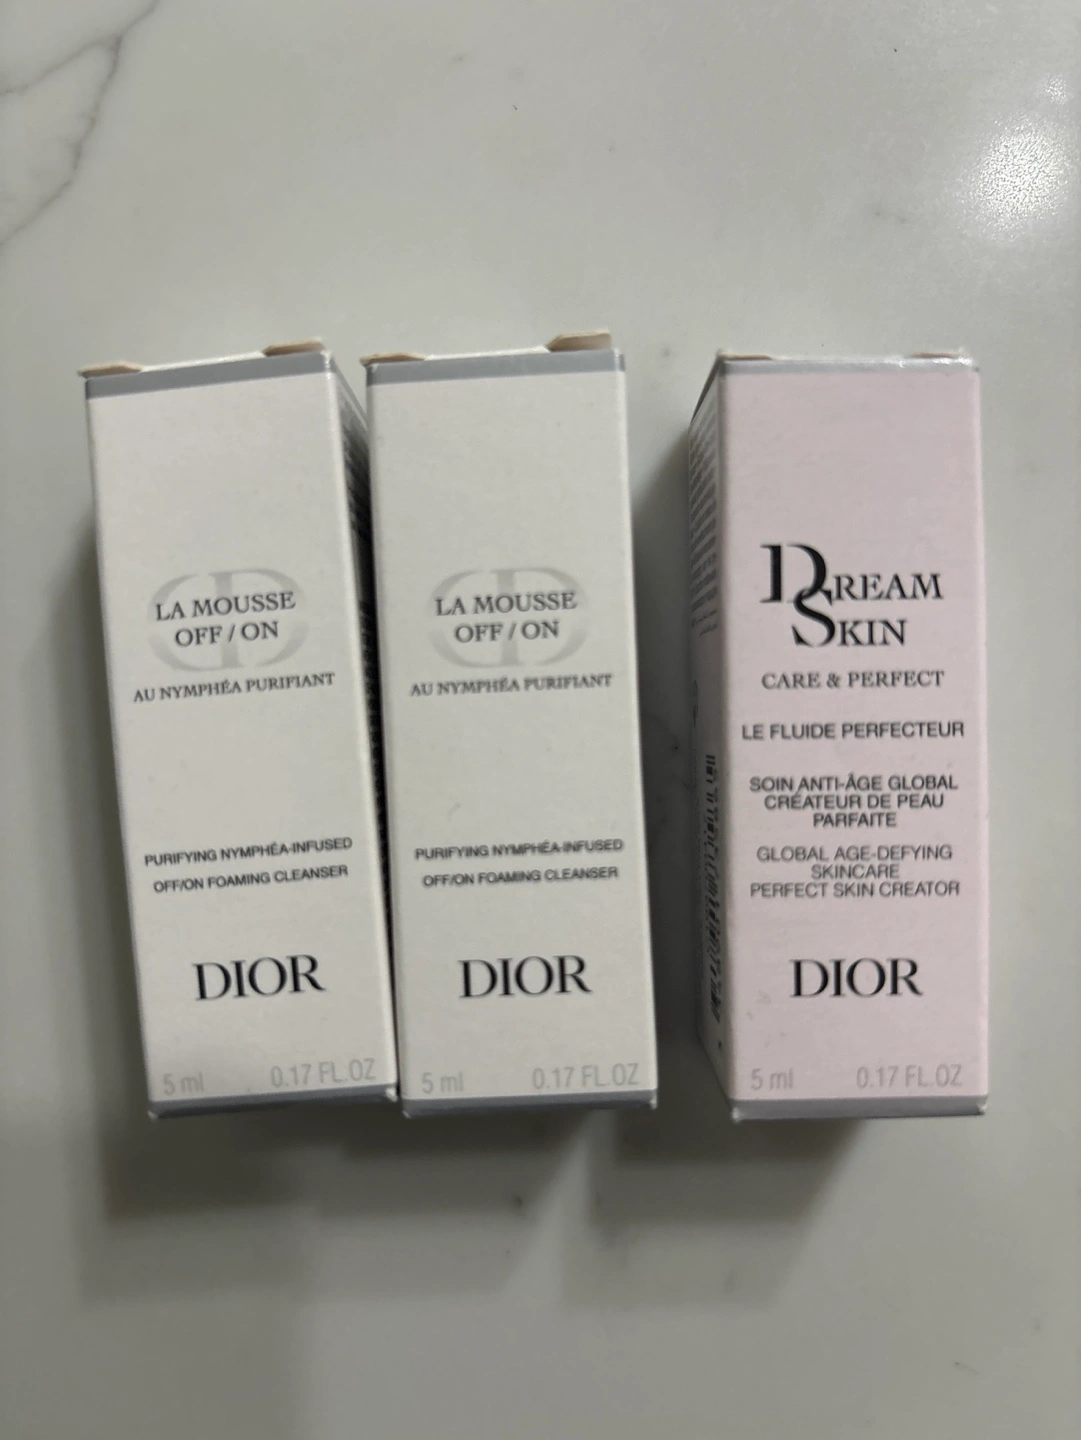 LA MOUSSE
OFF / ON
AU NYMPHÉA PURIFIANT
PURIFYING NYMPHÉA-INFUSED
OFF/ON FOAMING CLEANSER
DIOR
5 ml 0.17 FL.OZ
LA MOUSSE
OFF / ON
AU NYMPHÉA PURIFIANT
PURIFYING NYMPHÉA-INFUSED
OFF/ON FOAMING CLEANSER
DIOR
5 ml 0.17 FL.OZ
DREAM
SKIN
CARE & PERFECT
LE FLUIDE PERFECTEUR
SOIN ANTI-ÂGE GLOBAL
CRÉATEUR DE PEAU
PARFAITE
GLOBAL AGE-DEFYING
SKINCARE
PERFECT SKIN CREATOR
DIOR
5 ml 0.17 FL.OZ